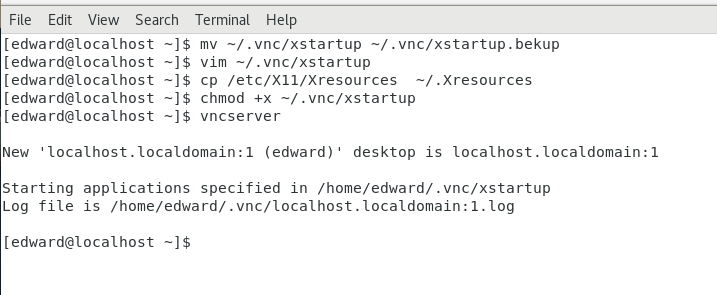 File Edit View Search Terminal Help
[edward@localhost ~]$ mv ~/.vnc/xstartup ~/.vnc/xstartup.bekup
[edward@localhost ~]$ vim ~/.vnc/xstartup
[edward@localhost ~]$ cp /etc/X11/Xresources  ~/.Xresources
[edward@localhost ~]$ chmod +x ~/.vnc/xstartup
[edward@localhost ~]$ vncserver
New 'localhost.localdomain:1 (edward)' desktop is localhost.localdomain:1
Starting applications specified in /home/edward/.vnc/xstartup
Log file is /home/edward/.vnc/localhost.localdomain:1.log
[edward@localhost ~]$